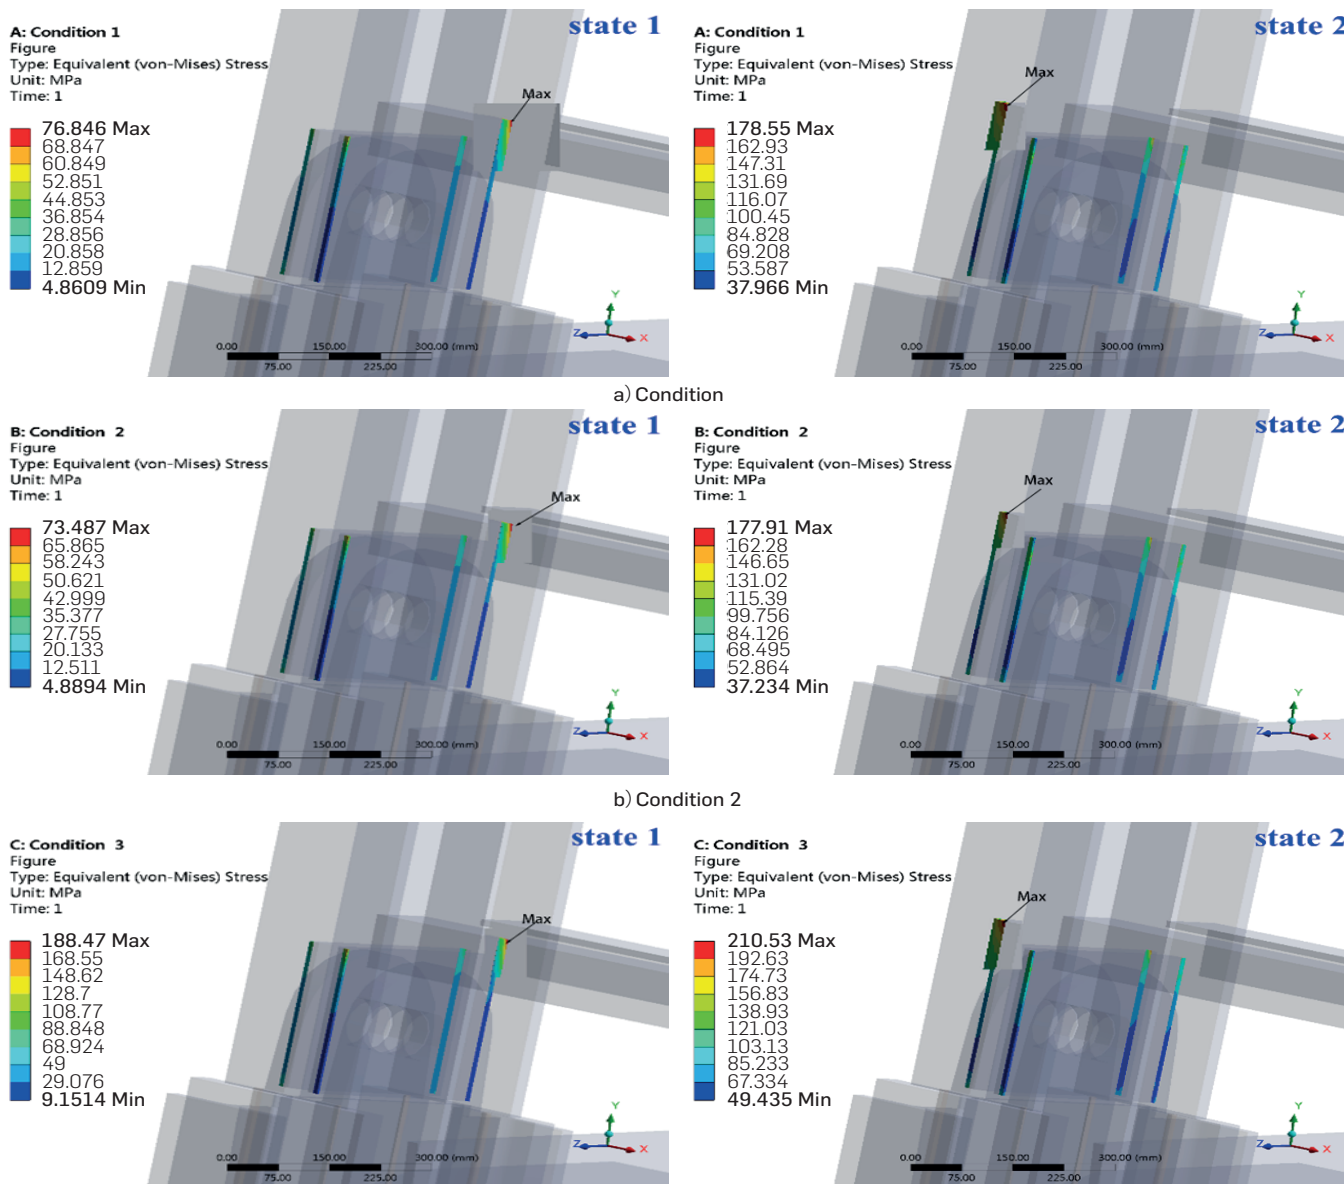 state 1
A: Condition 1
Figure
Type: Equivalent (von-Mises) Stress
Unit: MPa
Time: 1
Max
76.846 Max
68.847
60.849
52.851
44.853
36.854
28.856
20.858
12.859
4.8609 Min
Y
Z
X
0.00 150.00 300.00 (mm)
75.00 225.00
state 2
A: Condition 1
Figure
Type: Equivalent (von-Mises) Stress
Unit: MPa
Time: 1
Max
178.55 Max
162.93
147.31
131.69
116.07
100.45
84.828
69.208
53.587
37.966 Min
Y
Z
X
0.00 150.00 300.00 (mm)
75.00 225.00
a) Condition
state 1
B: Condition 2
Figure
Type: Equivalent (von-Mises) Stress
Unit: MPa
Time: 1
Max
73.487 Max
65.865
58.243
50.621
42.999
35.377
27.755
20.133
12.511
4.8894 Min
Y
Z
X
0.00 150.00 300.00 (mm)
75.00 225.00
state 2
B: Condition 2
Figure
Type: Equivalent (von-Mises) Stress
Unit: MPa
Time: 1
Max
177.91 Max
162.28
146.65
131.02
115.39
99.756
84.126
68.495
52.864
37.234 Min
Y
Z
X
0.00 150.00 300.00 (mm)
75.00 225.00
b) Condition 2
state 1
C: Condition 3
Figure
Type: Equivalent (von-Mises) Stress
Unit: MPa
Time: 1
Max
188.47 Max
168.55
148.62
128.7
108.77
88.848
68.924
49
29.076
9.1514 Min
Y
Z
X
0.00 150.00 300.00 (mm)
75.00 225.00
state 2
C: Condition 3
Figure
Type: Equivalent (von-Mises) Stress
Unit: MPa
Time: 1
Max
210.53 Max
192.63
174.73
156.83
138.93
121.03
103.13
85.233
67.334
49.435 Min
Y
Z
X
0.00 150.00 300.00 (mm)
75.00 225.00